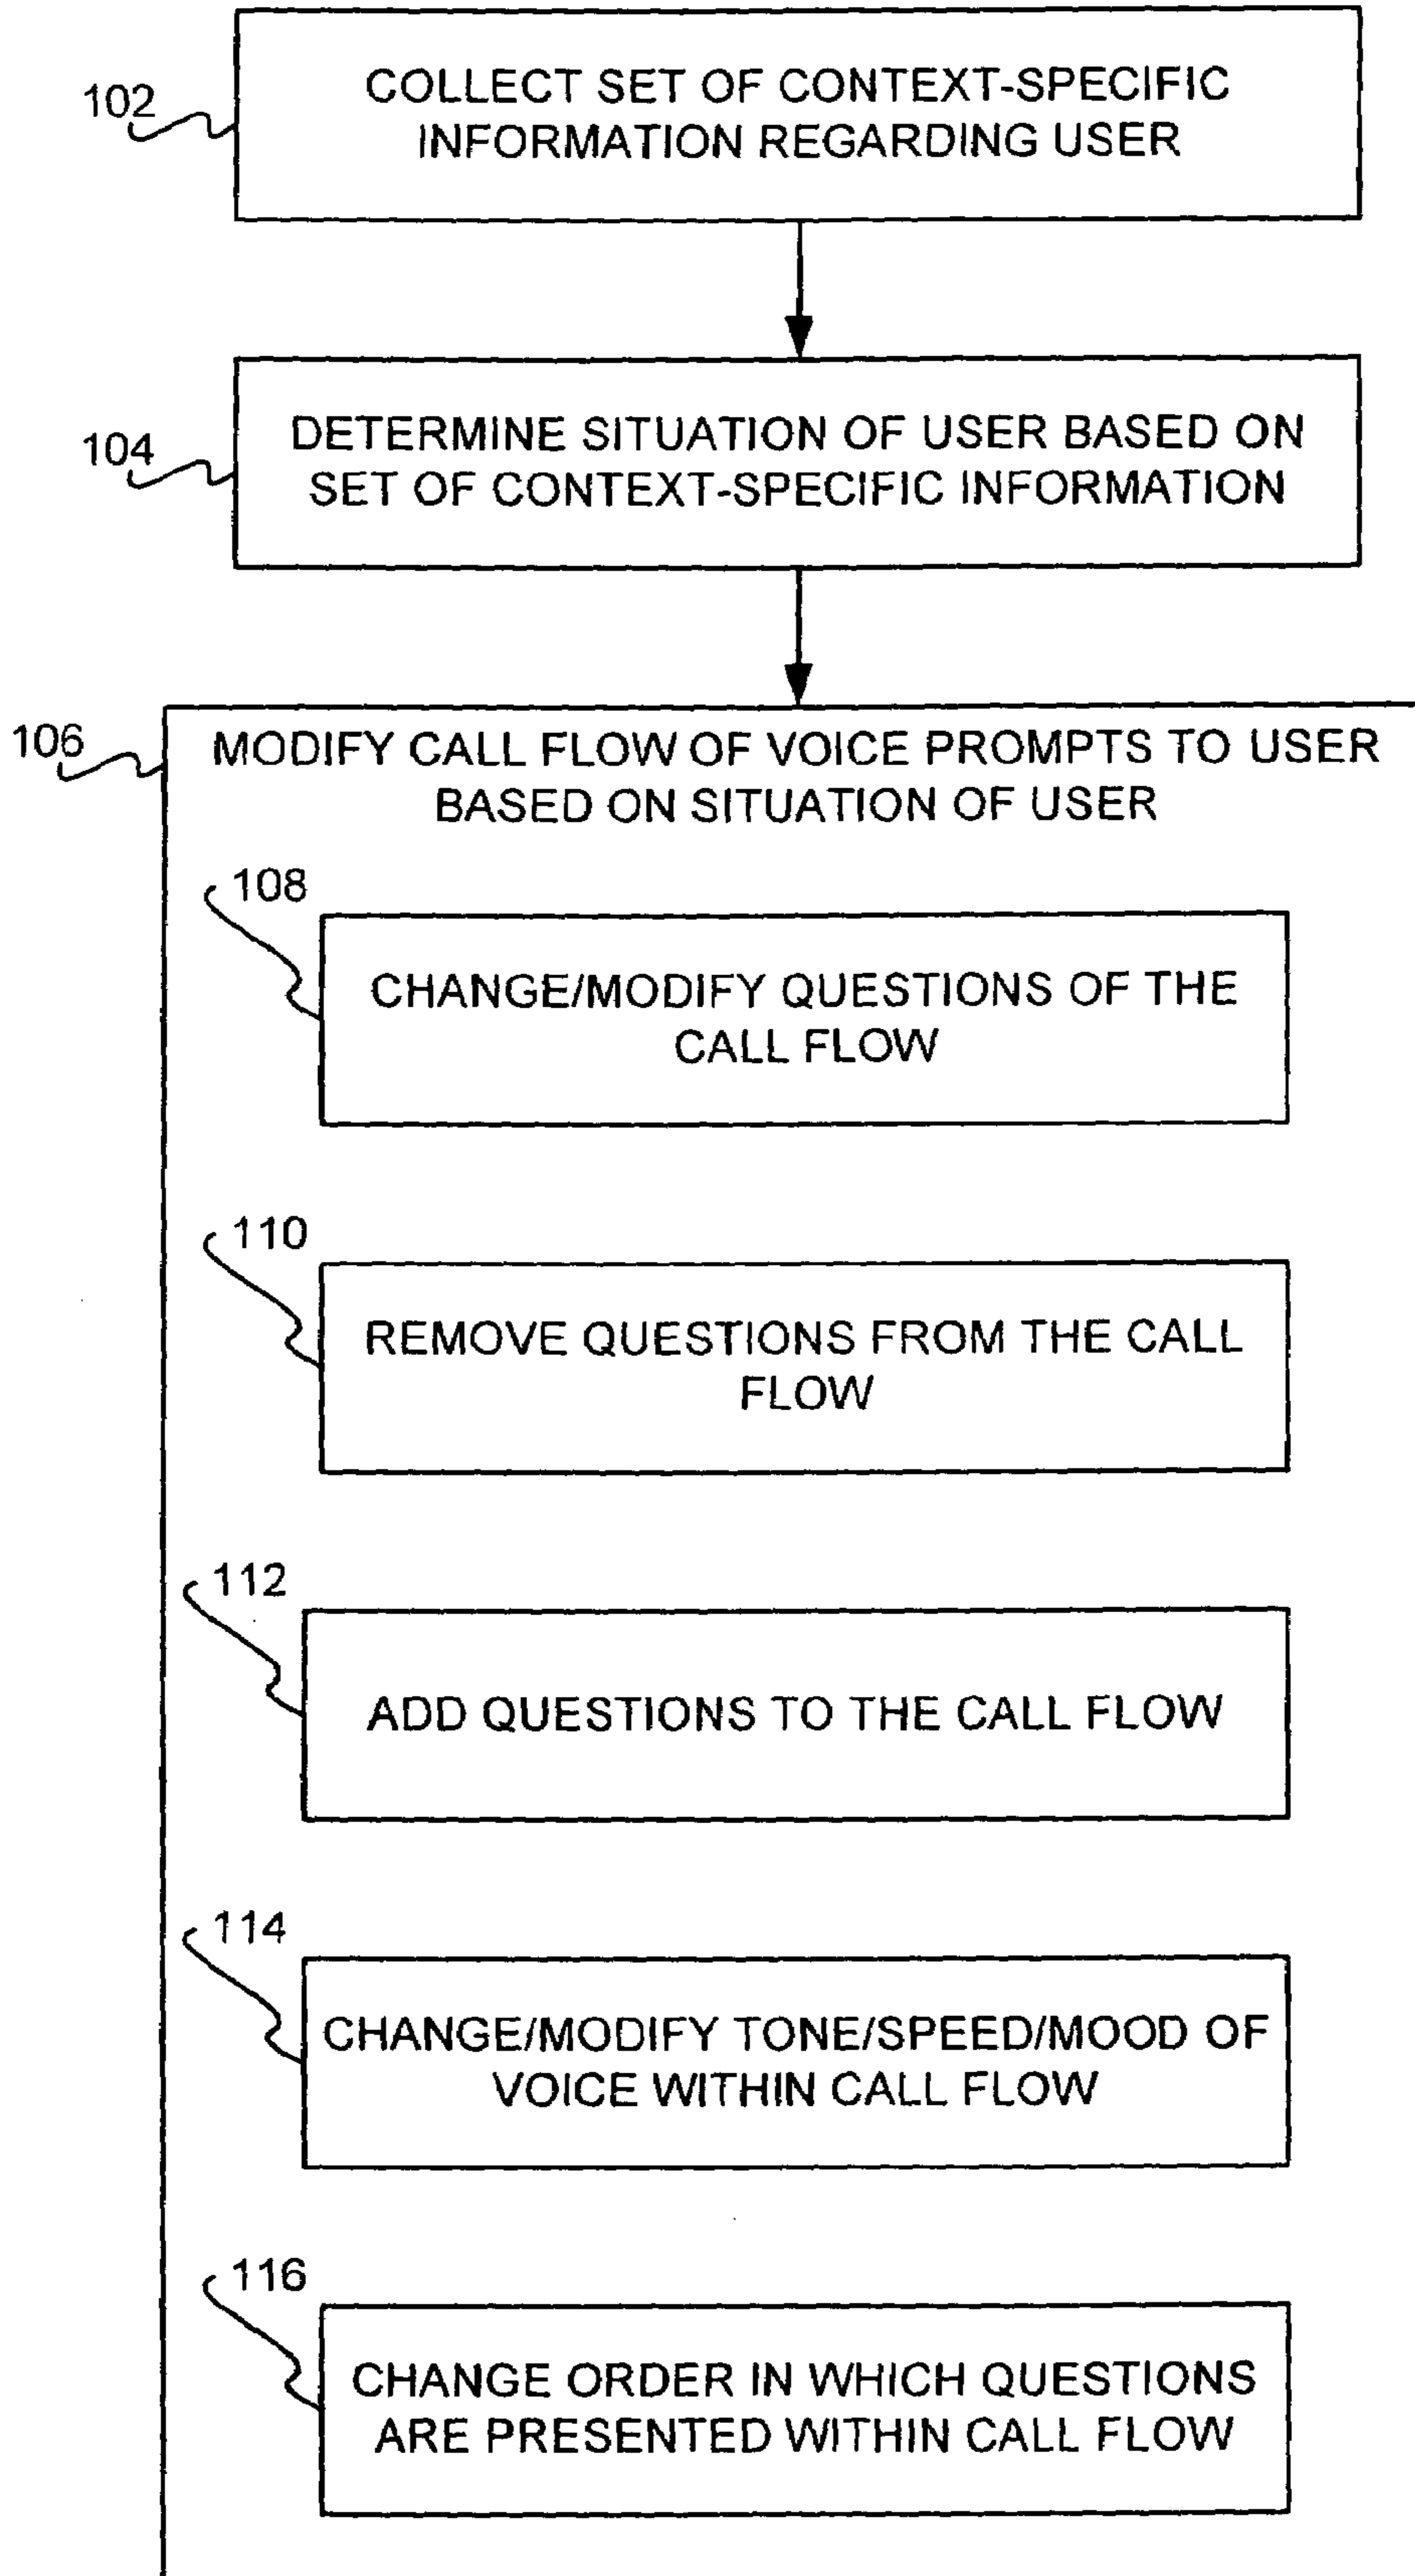 102
COLLECT SET OF CONTEXT-SPECIFIC
INFORMATION REGARDING USER
104
DETERMINE SITUATION OF USER BASED ON
SET OF CONTEXT-SPECIFIC INFORMATION
106
MODIFY CALL FLOW OF VOICE PROMPTS TO USER
BASED ON SITUATION OF USER
108
CHANGE/MODIFY QUESTIONS OF THE
CALL FLOW
110
REMOVE QUESTIONS FROM THE CALL
FLOW
112
ADD QUESTIONS TO THE CALL FLOW
114
CHANGE/MODIFY TONE/SPEED/MOOD OF
VOICE WITHIN CALL FLOW
116
CHANGE ORDER IN WHICH QUESTIONS
ARE PRESENTED WITHIN CALL FLOW